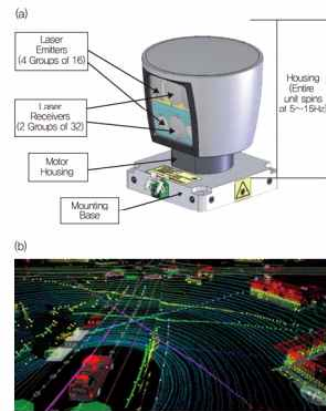 (a)
Laser
Emitters
(4 Groups of 16)
Laser
Receivers
(2 Groups of 32)
Motor
Housing
Mounting
Base
Housing
(Entire
unit spins
of 5~-15Hz)
(b)